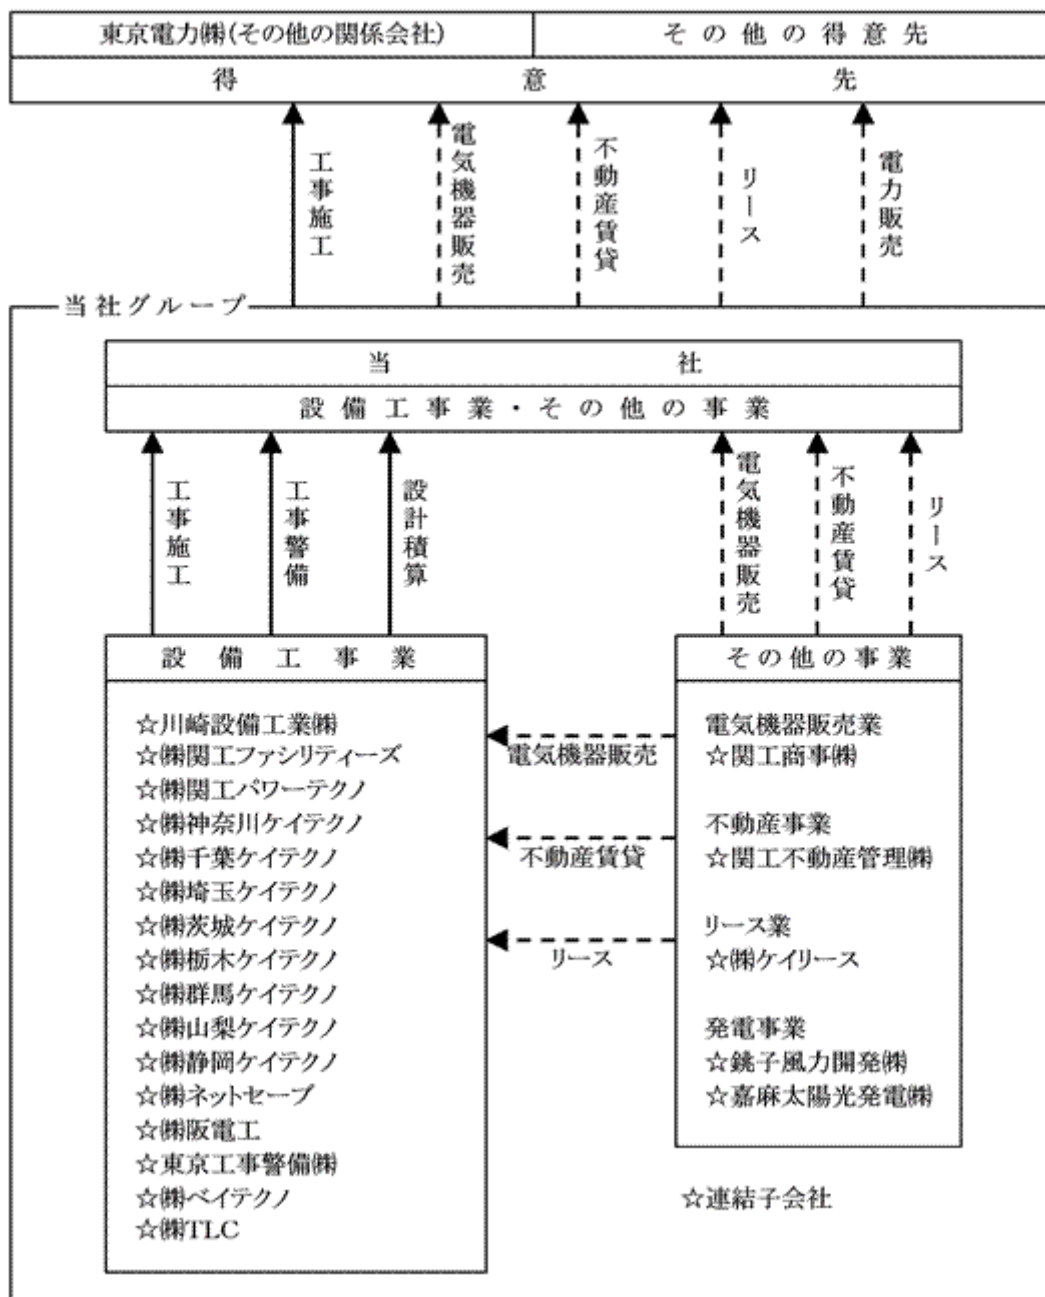 東京電力㈱(その他の関係会社)
その他の得意先
得意先
工事施工
電気機器販売
不動産賃貸
リース
電力販売
当社グループ
当社
設備工事業・その他の事業
工事施工
工事警備
設計積算
電気機器販売
不動産賃貸
リース
設備工事業
☆川崎設備工業㈱
☆㈱関工ファシリティーズ
☆㈱関工パワーテクノ
☆㈱神奈川ケイテクノ
☆㈱千葉ケイテクノ
☆㈱埼玉ケイテクノ
☆㈱茨城ケイテクノ
☆㈱栃木ケイテクノ
☆㈱群馬ケイテクノ
☆㈱山梨ケイテクノ
☆㈱静岡ケイテクノ
☆㈱ネットセーブ
☆㈱阪電工
☆東京工事警備㈱
☆㈱ベイテクノ
☆㈱TLC
電気機器販売
不動産賃貸
リース
その他の事業
電気機器販売業
☆関工商事㈱
不動産事業
☆関工不動産管理㈱
リース業
☆㈱ケイリース
発電事業
☆銚子風力開発㈱
☆嘉麻太陽光発電㈱
☆連結子会社